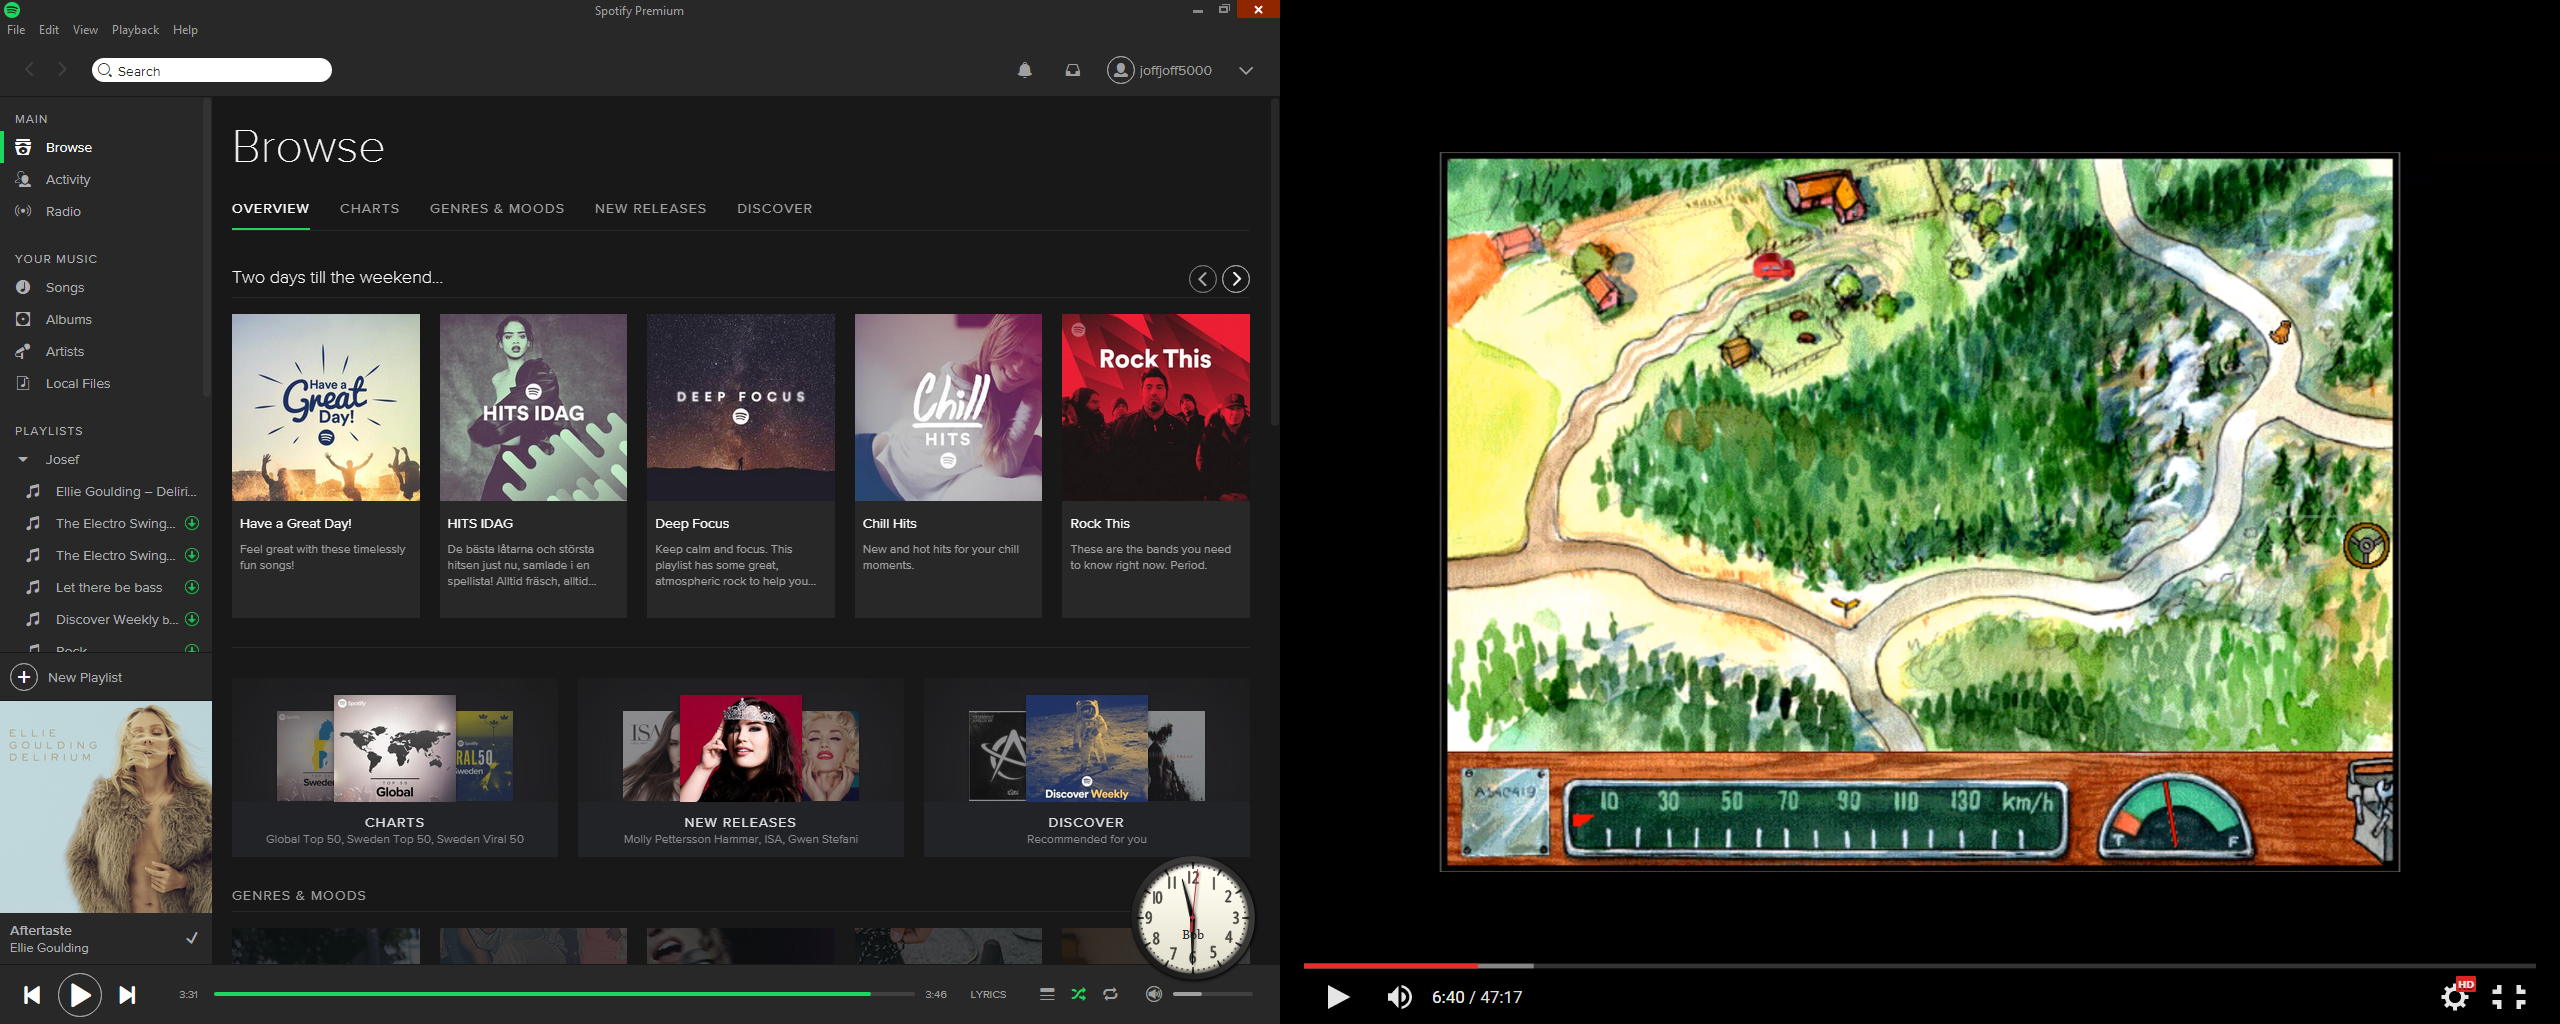 Spotify Premium
File Edit View Playback Help
Search
joffjoff5000
MAIN
Browse
Activity
Radio
YOUR MUSIC
Songs
Albums
Artists
Local Files
PLAYLISTS
Josef
Ellie Goulding – Deliri...
The Electro Swing...
The Electro Swing...
Let there be bass
Discover Weekly b...
Rock
New Playlist
ELLIE
GOULDING
DELIRIUM
Aftertaste
Ellie Goulding
Browse
OVERVIEW CHARTS GENRES & MOODS NEW RELEASES DISCOVER
Two days till the weekend...
Have a
Great
Day!
HITS IDAG
DEEP FOCUS
Chill
HITS
Rock This
Have a Great Day!
Feel great with these timelessly
fun songs!
HITS IDAG
De bästa låtarna och största
hitsen just nu, samlade i en
spellista! Alltid fräsch, alltid...
Deep Focus
Keep calm and focus. This
playlist has some great,
atmospheric rock to help you...
Chill Hits
New and hot hits for your chill
moments.
Rock This
These are the bands you need
to know right now. Period.
Spotify
TOP 50
Global
ISA
Discover Weekly
CHARTS
Global Top 50, Sweden Top 50, Sweden Viral 50
NEW RELEASES
Molly Pettersson Hammar, ISA, Gwen Stefani
DISCOVER
Recommended for you
GENRES & MOODS
12 1 2 3 4 5 6 7 8 9 10 11
Bob
3:31 3:46 LYRICS
10 30 50 70 90 110 130 km/h
T F
6:40 / 47:17
HD